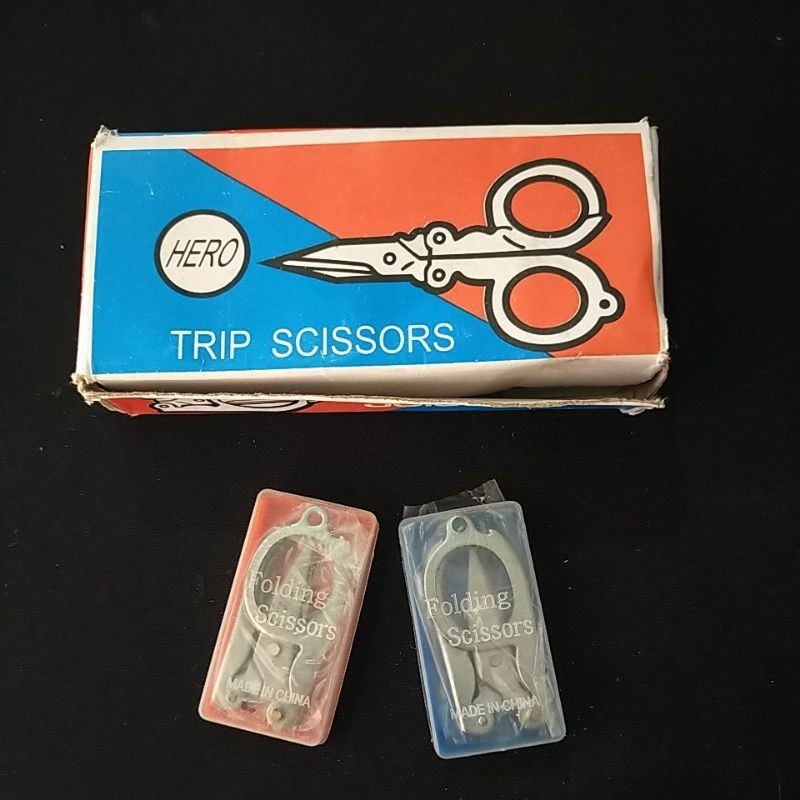 HERO
TRIP SCISSORS
Folding
Scissors
MADE IN CHINA
Folding
Scissors
MADE IN CHINA